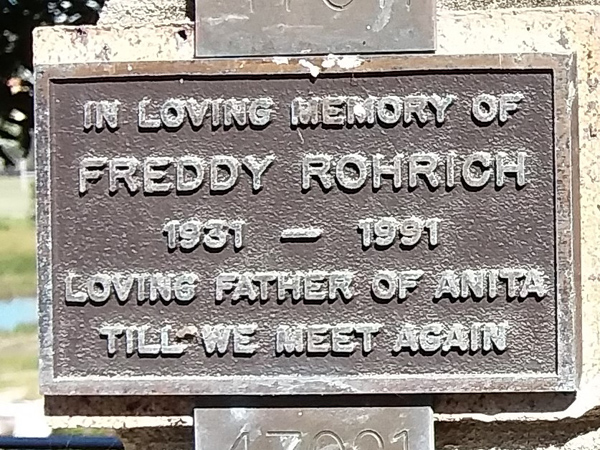 IN LOVING MEMORY OF
FREDDY ROHRICH
1931 — 1991
LOVING FATHER OF ANITA
TILL WE MEET AGAIN